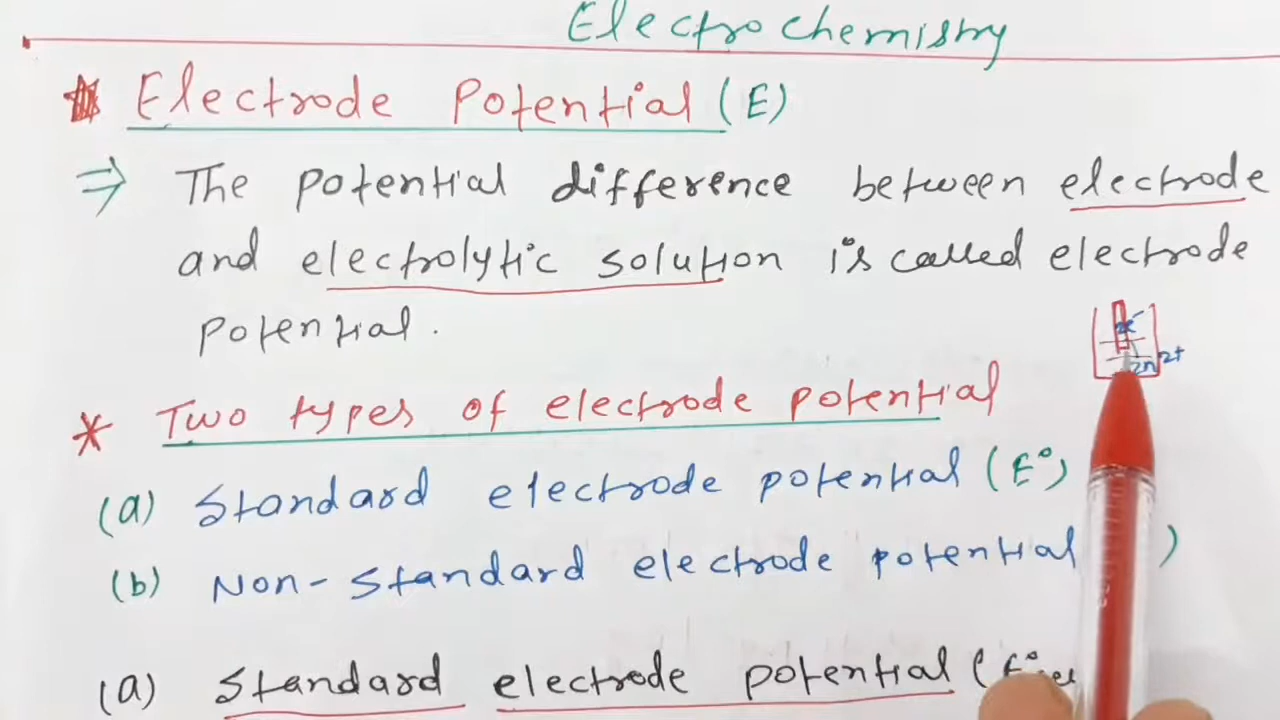 Electrochemistry
* Electrode Potential (E)
⇒ The potential difference between electrode
and electrolytic solution is called electrode
potential.
Zn²⁺
* Two types of electrode potential
(a) Standard electrode potential (E°)
(b) Non-standard electrode potential )
(a) Standard electrode potential (E°